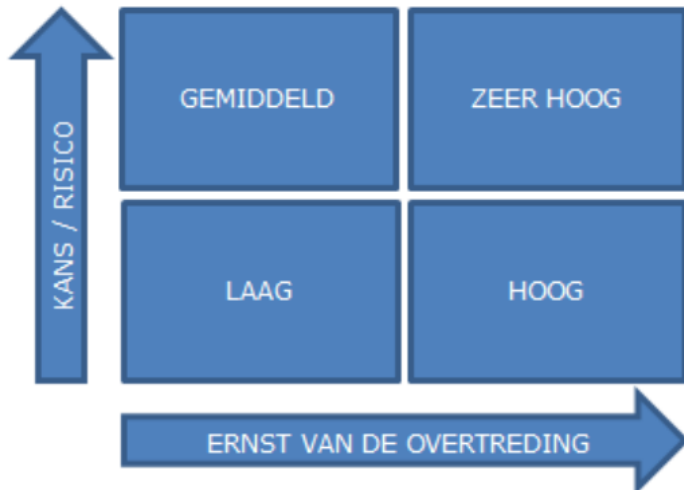 KANS / RISICO
GEMIDDELD
ZEER HOOG
LAAG
HOOG
ERNST VAN DE OVERTREDING